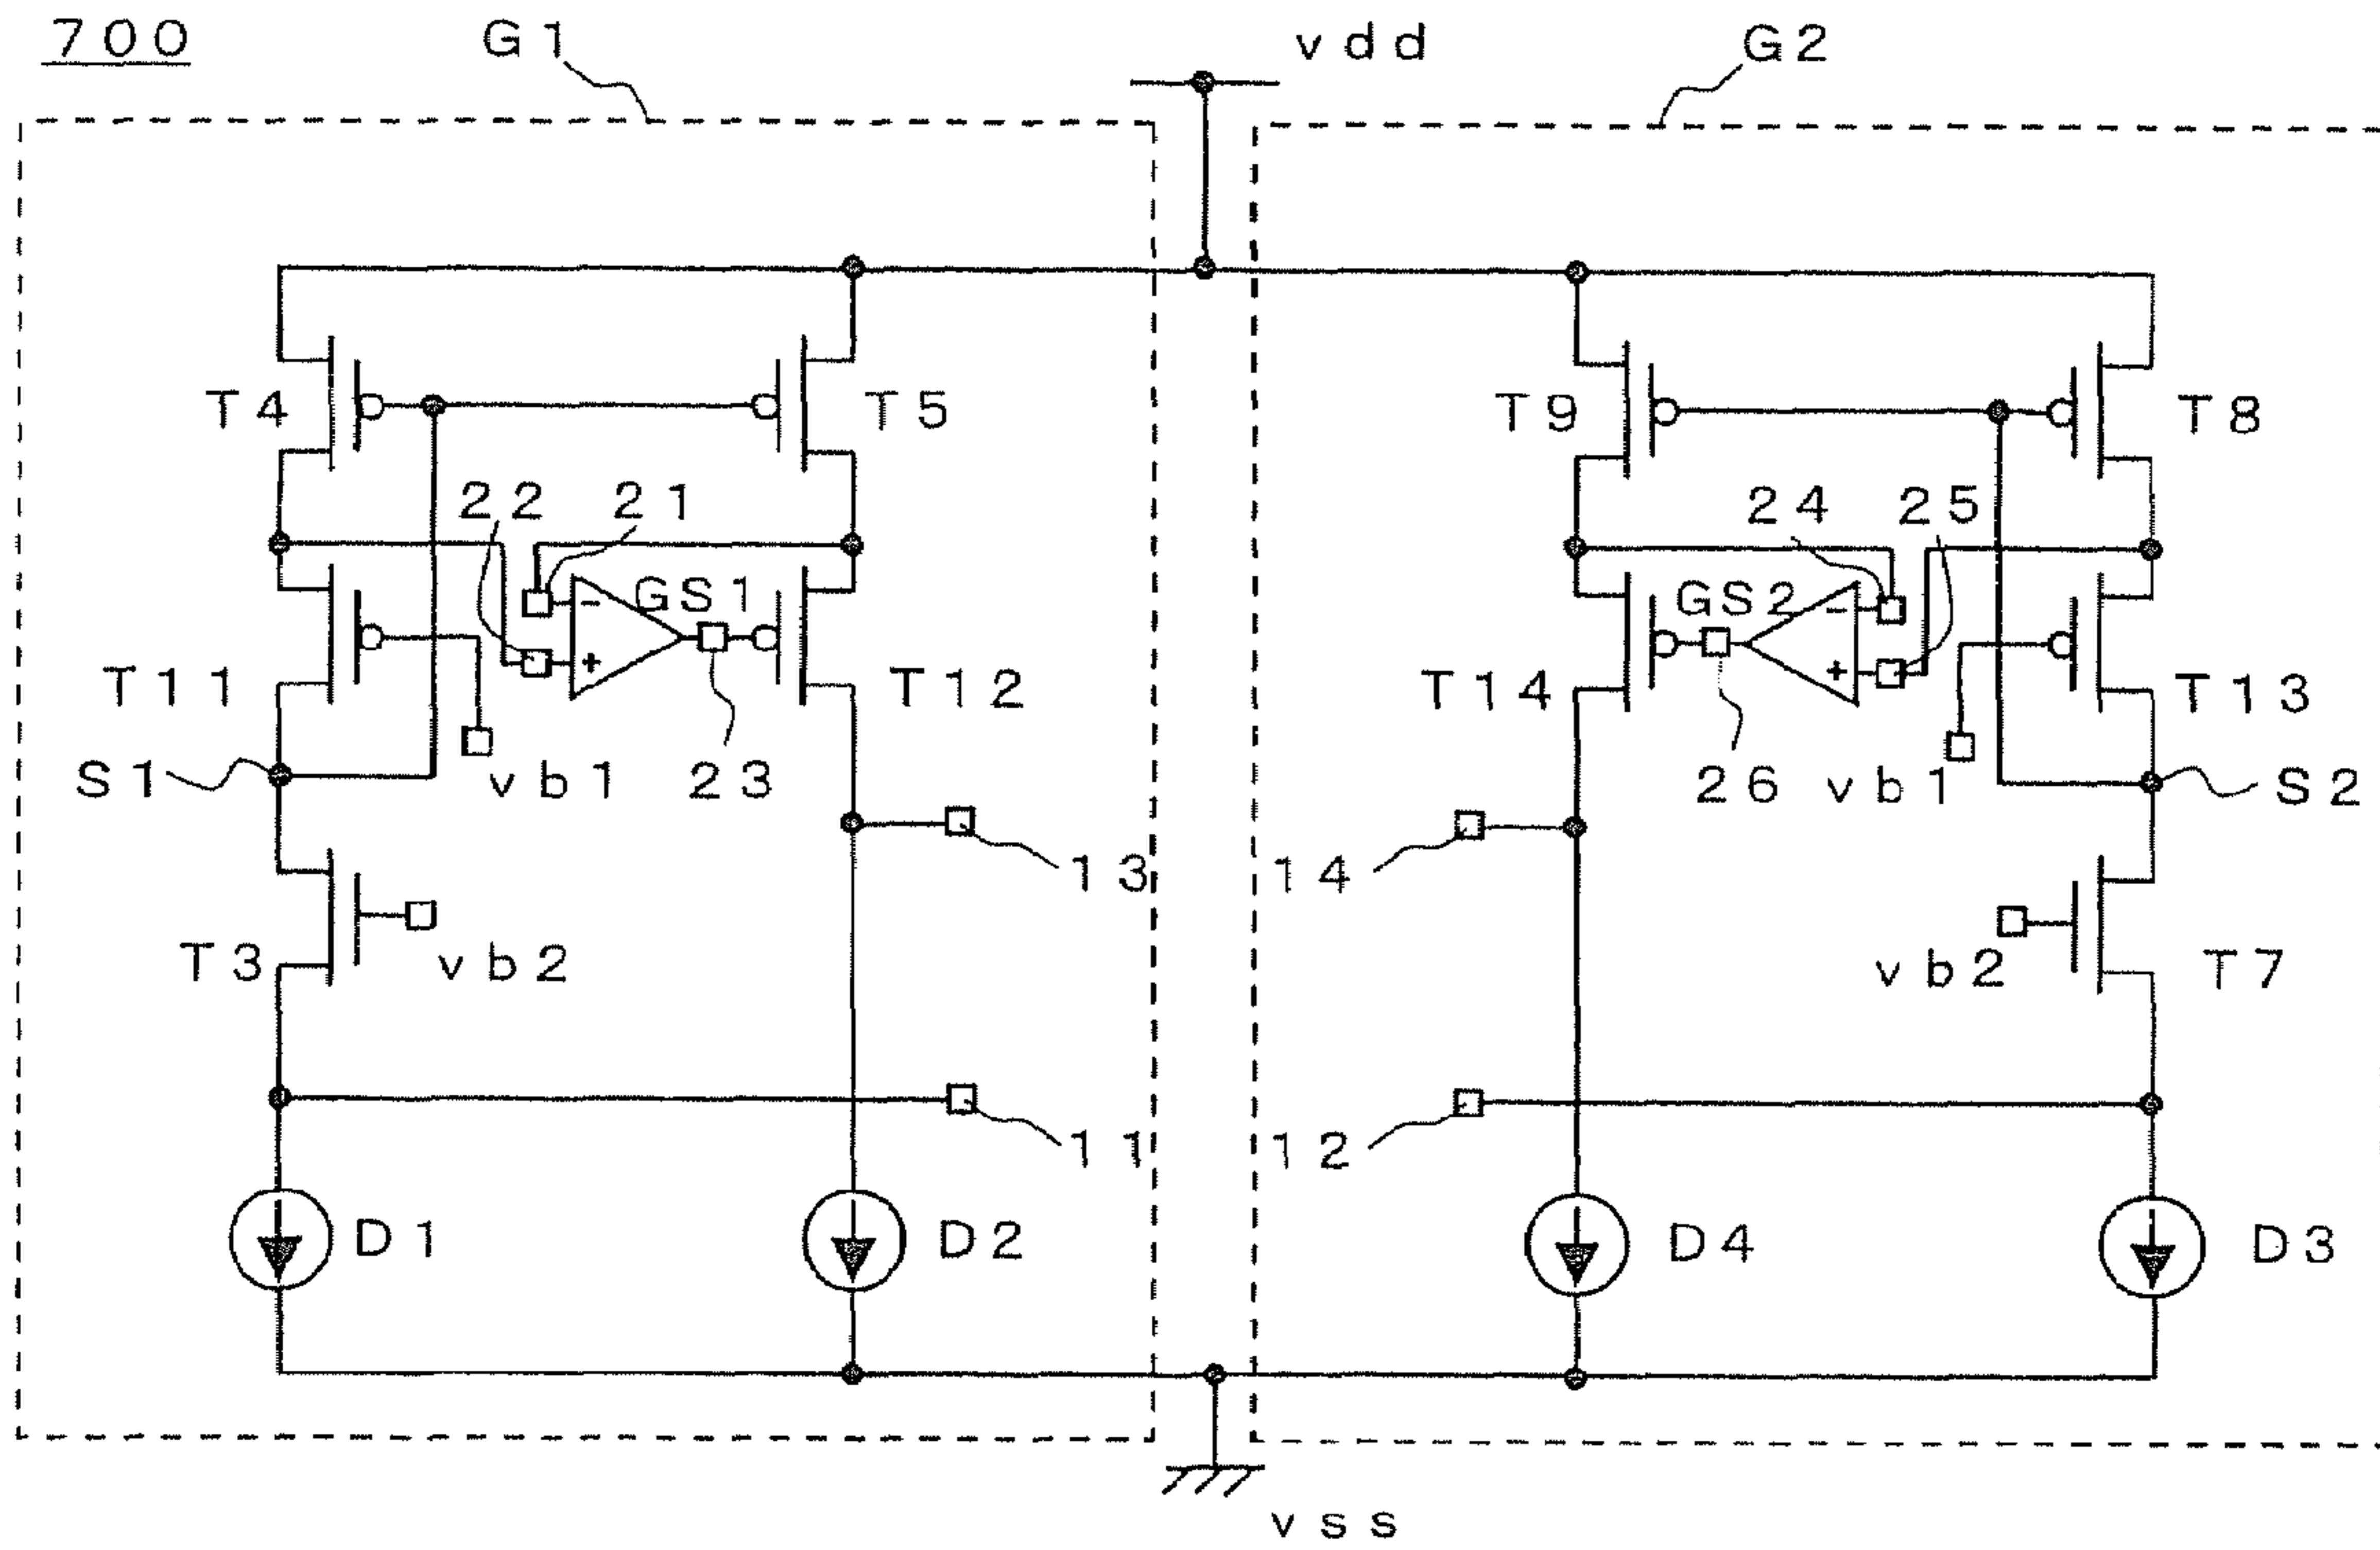 700
G1
vdd
G2
T4
T5
T9
T8
22
21
24
25
GS1
GS2
-
+
-
+
T11
T12
T14
T13
S1
vb1
23
26
vb1
S2
13
14
T3
vb2
vb2
T7
11
12
D1
D2
D4
D3
vss